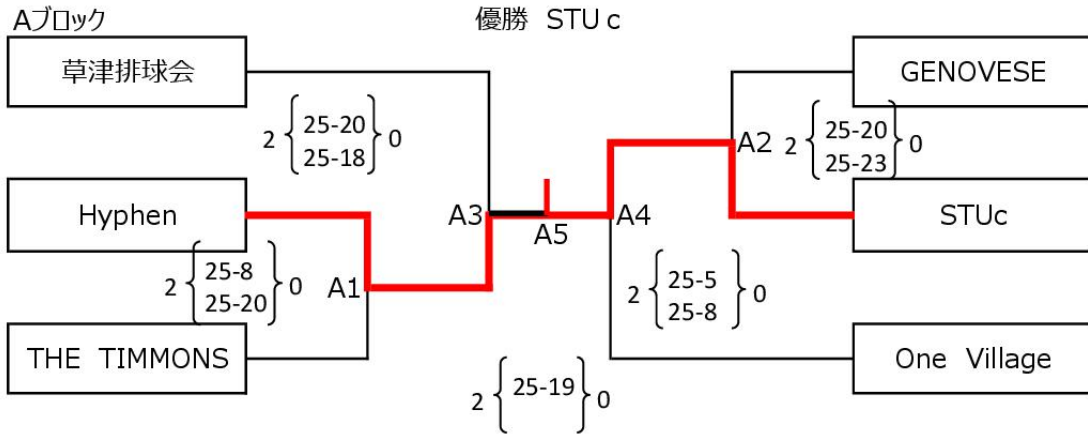 Aブロック
優勝 STUc
草津排球会
GENOVESE
2 { 25-20 } 0
25-18
A2
2 { 25-20 } 0
25-23
Hyphen
A3
A5
A4
STUc
2 { 25-8 } 0
25-20
A1
2 { 25-5 } 0
25-8
THE TIMMONS
One Village
2 { 25-19 } 0